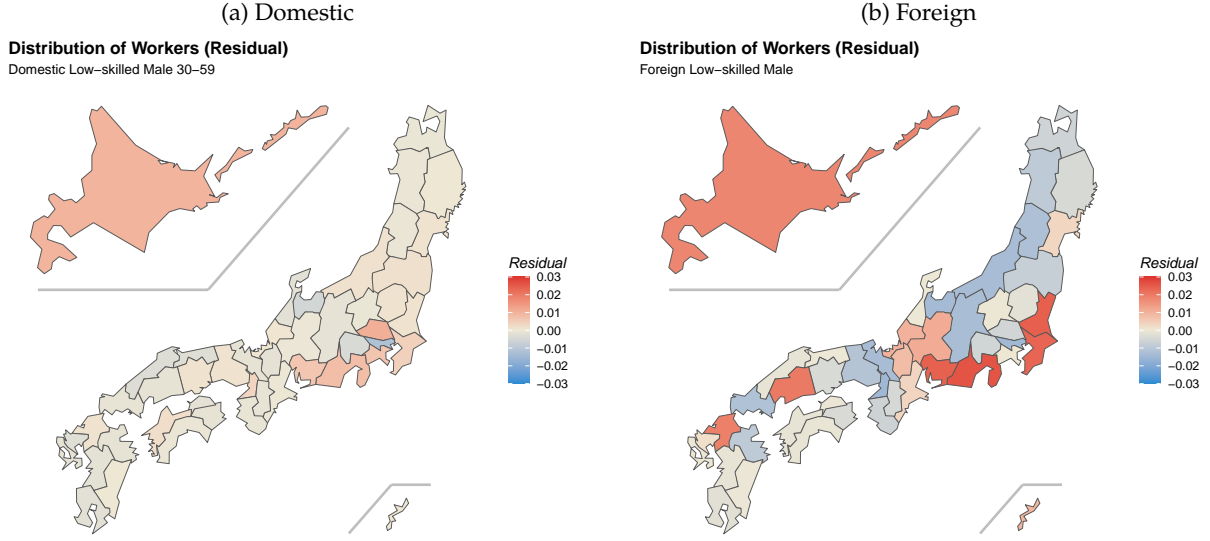 (a) Domestic
Distribution of Workers (Residual)
Domestic Low−skilled Male 30−59
Residual
0.03
0.02
0.01
0.00
−0.01
−0.02
−0.03
(b) Foreign
Distribution of Workers (Residual)
Foreign Low−skilled Male
Residual
0.03
0.02
0.01
0.00
−0.01
−0.02
−0.03